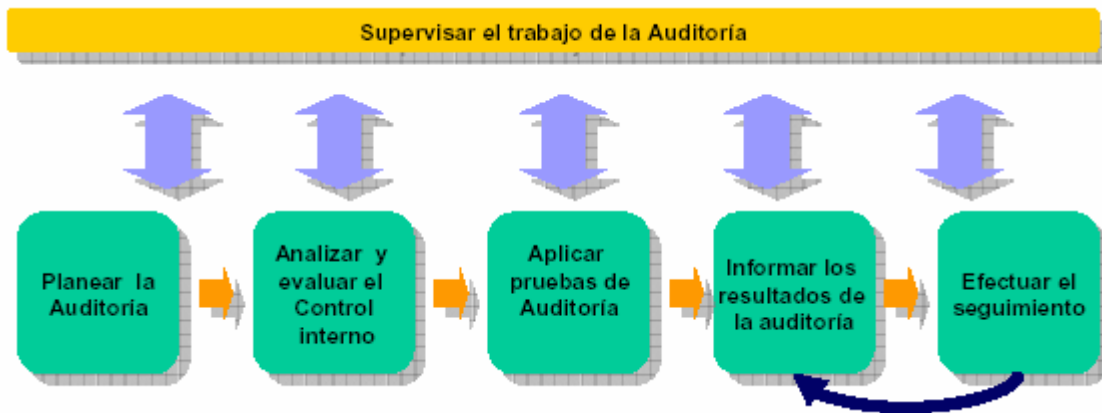 Supervisar el trabajo de la Auditoría
Planear la
Auditoría
Analizar y
evaluar el
Control
interno
Aplicar
pruebas de
Auditoría
Informar los
resultados de
la auditoría
Efectuar el
seguimiento